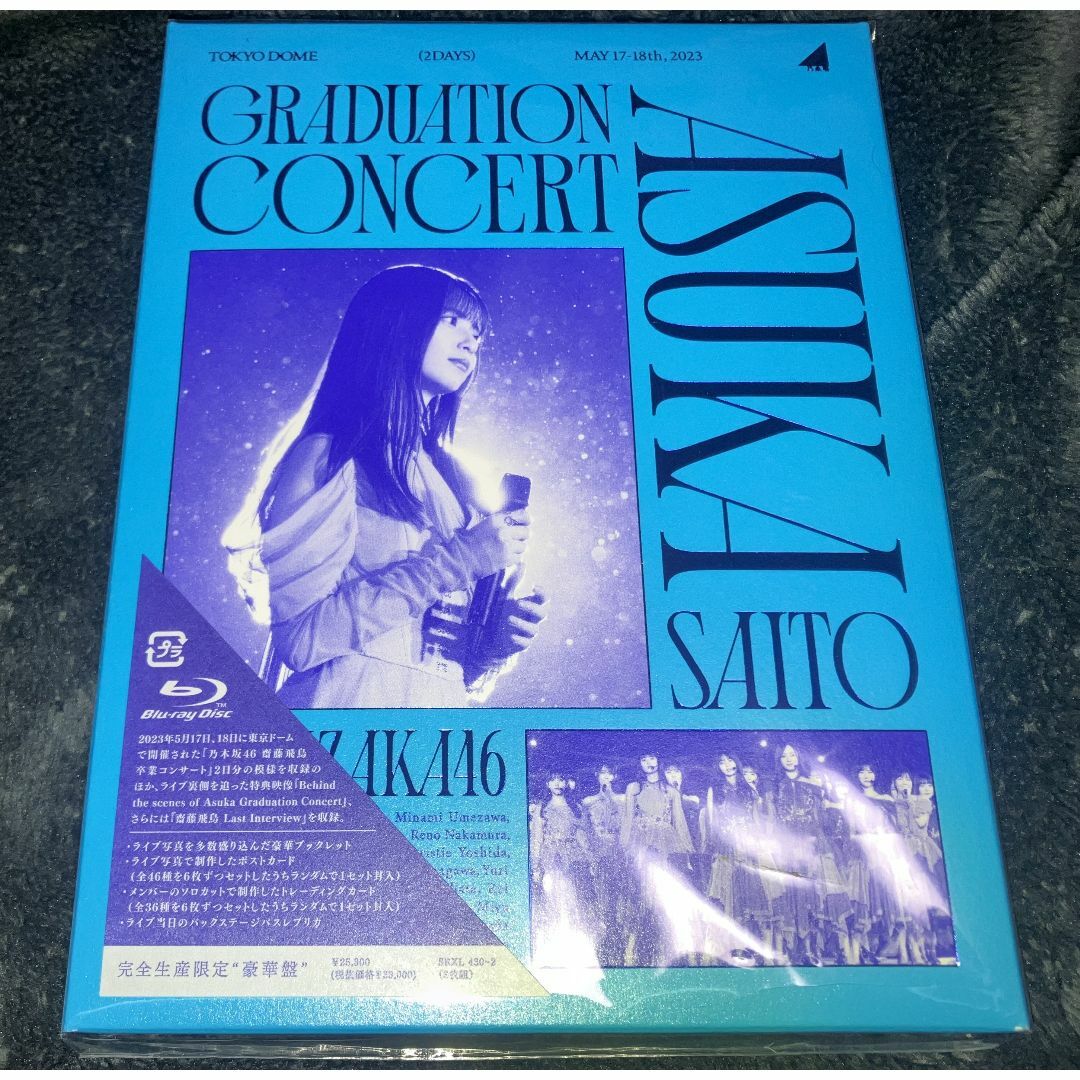 TOKYO DOME (2DAYS) MAY 17-18th, 2023
GRADUATION
CONCERT
ASUKA
SAITO
ZAKA46
Minami Umezawa,
Reno Nakamura,
Yoshida,
Yuri
プラ
Blu-ray Disc TM
2023年5月17日、18日に東京ドーム
で開催された「乃木坂46 齋藤飛鳥
卒業コンサート」2日分の模様を収録の
ほか、ライブ裏側を追った特典映像「Behind
the scenes of Asuka Graduation Concert」、
さらには「齋藤飛鳥 Last Interview」を収録。
・ライブ写真を多数盛り込んだ豪華ブックレット
・ライブ写真で制作したポストカード
(全46種を6枚ずつセットしたうちランダムで1セット封入)
・メンバーのソロカットで制作したトレーディングカード
(全36種を6枚ずつセットしたうちランダムで1セット封入)
・ライブ当日のバックステージパスレプリカ
完全生産限定“豪華盤”
¥25,300
(税抜価格¥23,000)
SRXL 430-2
(3枚組)